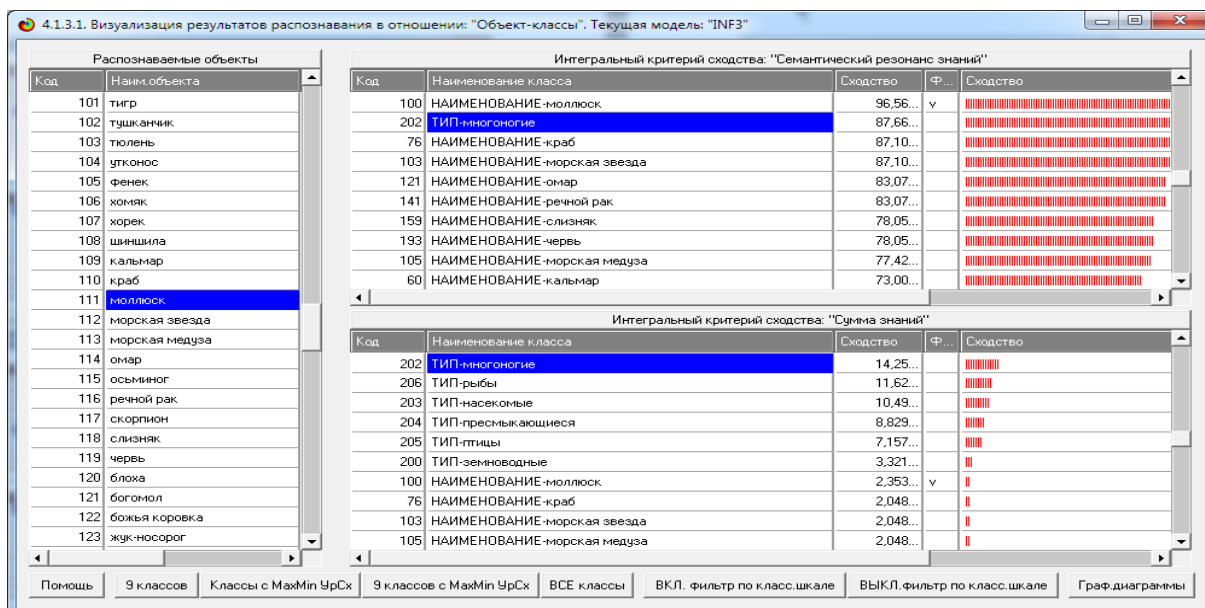 4.1.3.1. Визуализация результатов распознавания в отношении: "Объект-классы". Текущая модель: "INF3"
Распознаваемые объекты
Код Наим.объекта
101 тигр
102 тушканчик
103 тюлень
104 утконос
105 фенек
106 хомяк
107 хорек
108 шиншила
109 кальмар
110 краб
111 моллюск
112 морская звезда
113 морская медуза
114 омар
115 осьминог
116 речной рак
117 скорпион
118 слизняк
119 червь
120 блоха
121 богомол
122 божья коровка
123 жук-носорог
Интегральный критерий сходства: "Семантический резонанс знаний"
Код Наименование класса Сходство Ф... Сходство
100 НАИМЕНОВАНИЕ-моллюск 96,56... v
202 ТИП-многоногие 87,66...
76 НАИМЕНОВАНИЕ-краб 87,10...
103 НАИМЕНОВАНИЕ-морская звезда 87,10...
121 НАИМЕНОВАНИЕ-омар 83,07...
141 НАИМЕНОВАНИЕ-речной рак 83,07...
159 НАИМЕНОВАНИЕ-слизняк 78,05...
193 НАИМЕНОВАНИЕ-червь 78,05...
105 НАИМЕНОВАНИЕ-морская медуза 77,42...
60 НАИМЕНОВАНИЕ-кальмар 73,00...
Интегральный критерий сходства: "Сумма знаний"
Код Наименование класса Сходство Ф... Сходство
202 ТИП-многоногие 14,25...
206 ТИП-рыбы 11,62...
203 ТИП-насекомые 10,49...
204 ТИП-пресмыкающиеся 8,829...
205 ТИП-птицы 7,157...
200 ТИП-земноводные 3,321...
100 НАИМЕНОВАНИЕ-моллюск 2,353... v
76 НАИМЕНОВАНИЕ-краб 2,048...
103 НАИМЕНОВАНИЕ-морская звезда 2,048...
105 НАИМЕНОВАНИЕ-морская медуза 2,048...
Помощь 9 классов Классы с MaxMin УрСх 9 классов с MaxMin УрСх ВСЕ классы ВКЛ. фильтр по класс.шкале ВЫКЛ.фильтр по класс.шкале Граф.диаграммы